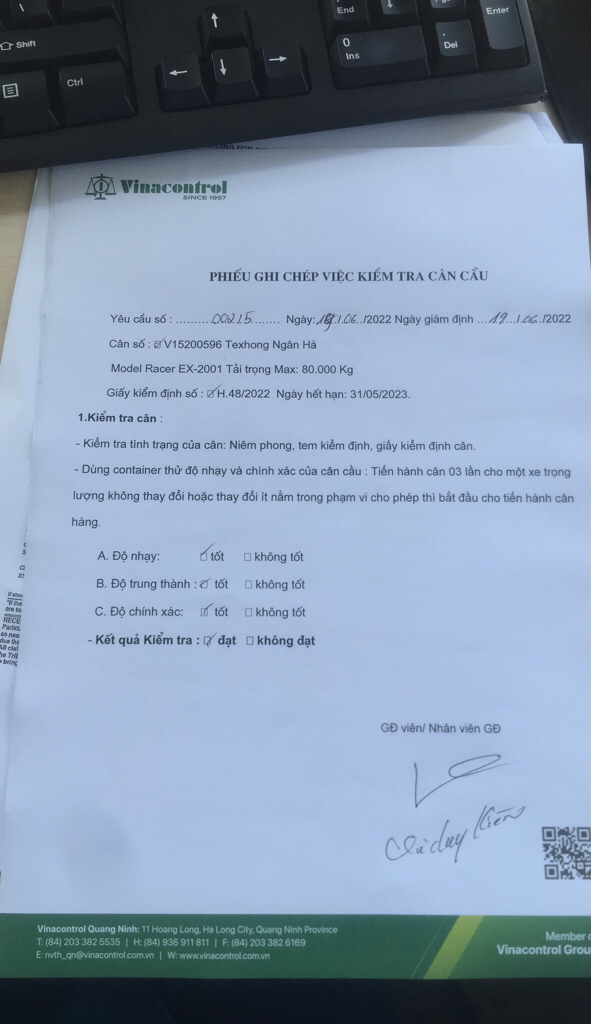 End
Enter
Shift
0
Ins
Del
Ctrl
Vinacontrol
SINCE 1957
PHIẾU GHI CHÉP VIỆC KIỂM TRA CÂN CẦU
Yêu cầu số : ..........00215....... Ngày: /06../2022 Ngày giám định ...19.../06./2022
Cân số : ☑V15200596 Texhong Ngân Hà
Model Racer EX-2001 Tải trọng Max: 80.000 Kg
Giấy kiểm định số : ☑H.48/2022 Ngày hết hạn: 31/05/2023.
1.Kiểm tra cân :
- Kiểm tra tình trạng của cân: Niêm phong, tem kiểm định, giấy kiểm định cân.
- Dùng container thử độ nhạy và chính xác của cân cầu : Tiến hành cân 03 lần cho một xe trọng
lượng không thay đổi hoặc thay đổi ít nằm trong phạm vi cho phép thì bắt đầu cho tiến hành cân
hàng.
A. Độ nhạy: ☑ tốt ☐ không tốt
B. Độ trung thành : ☑ tốt ☐ không tốt
C. Độ chính xác: ☑ tốt ☐ không tốt
- Kết quả Kiểm tra : ☑ đạt ☐ không đạt
GĐ viên/ Nhân viên GĐ
duy Kiên
Vinacontrol Quang Ninh: 11 Hoang Long, Ha Long City, Quang Ninh Province
T: (84) 203 382 5535 | H: (84) 936 911 811 | F: (84) 203 382 6169
E: nvth_qn@vinacontrol.com.vn | W: www.vinacontrol.com.vn
Member
Vinacontrol Grou